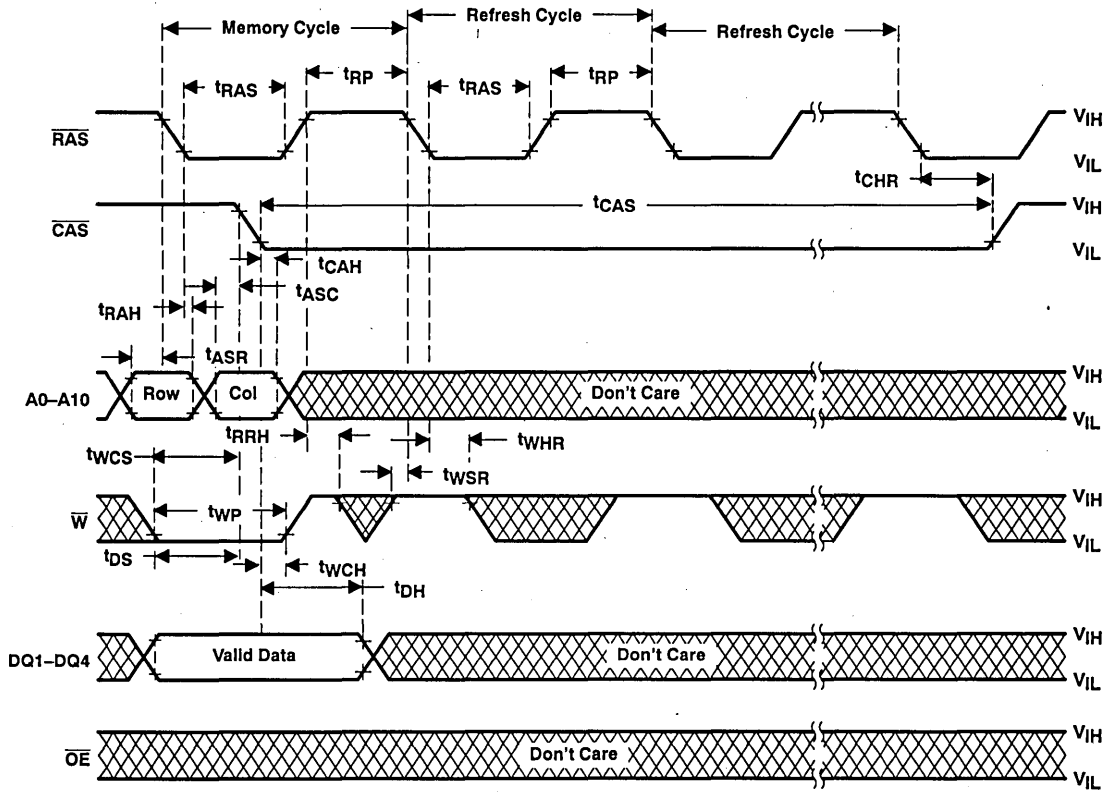 Memory Cycle
Refresh Cycle
Refresh Cycle
tRAS
tRP
tRAS
tRP
RAS
VIH
VIL
tCHR
CAS
tCAS
VIH
VIL
tCAH
tASC
tRAH
tASR
A0–A10
Row
Col
Don't Care
VIH
VIL
tRRH
tWHR
tWCS
tWSR
W
tWP
VIH
VIL
tDS
tWCH
tDH
DQ1–DQ4
Valid Data
Don't Care
VIH
VIL
OE
Don't Care
VIH
VIL